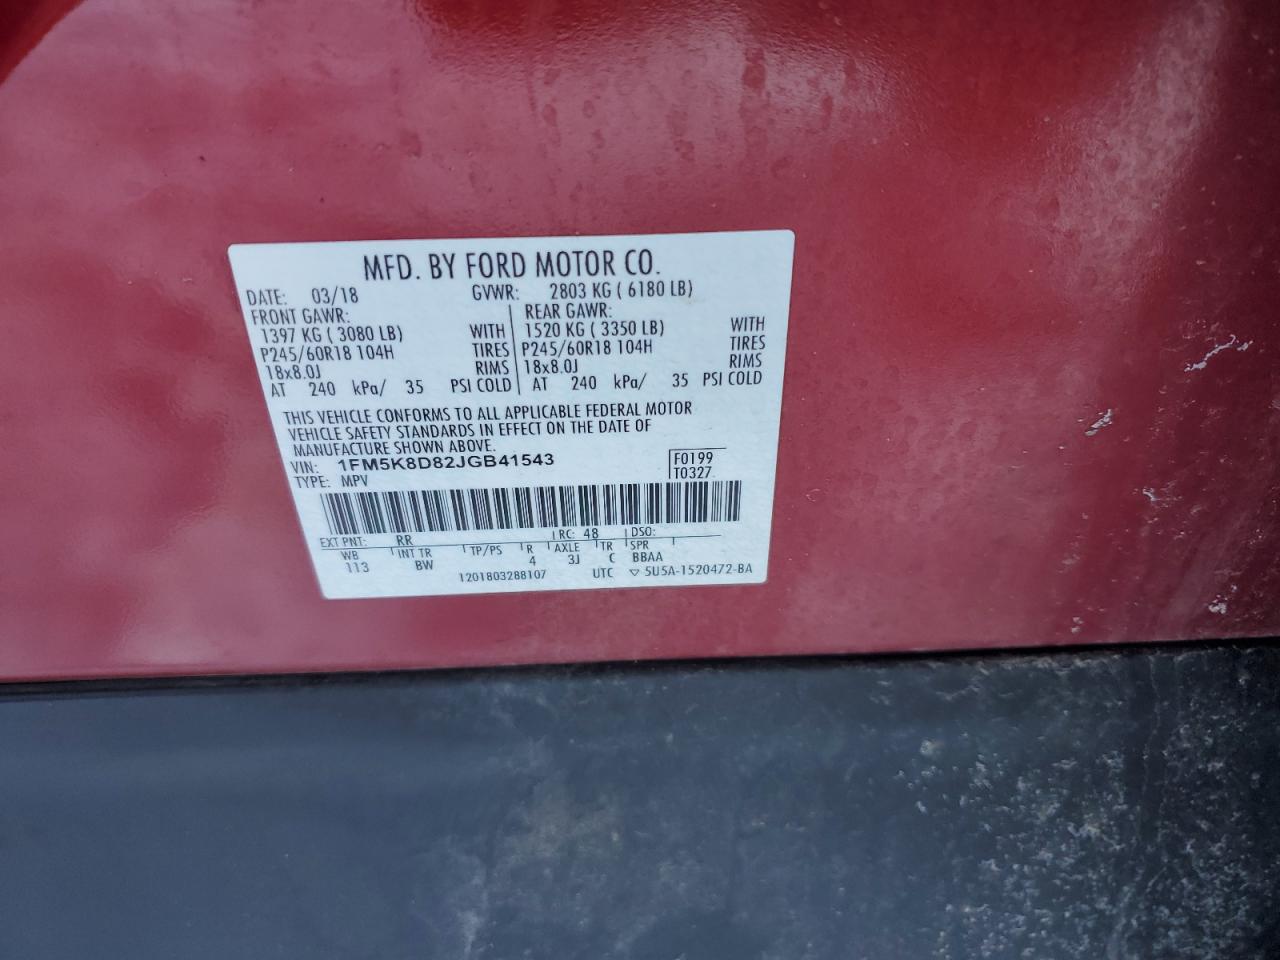 MFD. BY FORD MOTOR CO.
DATE: 03/18 GVWR: 2803 KG ( 6180 LB)
FRONT GAWR: REAR GAWR:
1397 KG ( 3080 LB) WITH 1520 KG ( 3350 LB) WITH
P245/60R18 104H TIRES P245/60R18 104H TIRES
18x8.0J RIMS 18x8.0J RIMS
AT 240 kPa/ 35 PSI COLD AT 240 kPa/ 35 PSI COLD
THIS VEHICLE CONFORMS TO ALL APPLICABLE FEDERAL MOTOR
VEHICLE SAFETY STANDARDS IN EFFECT ON THE DATE OF
MANUFACTURE SHOWN ABOVE.
VIN: 1FM5K8D82JGB41543 F0199
TYPE: MPV T0327
EXT PNT: RR RC: 48 DSO:
WB INT TR TP/PS R AXLE TR SPR
113 BW 4 3J C BBAA
1201803288107 UTC ▽ 5U5A-1520472-BA